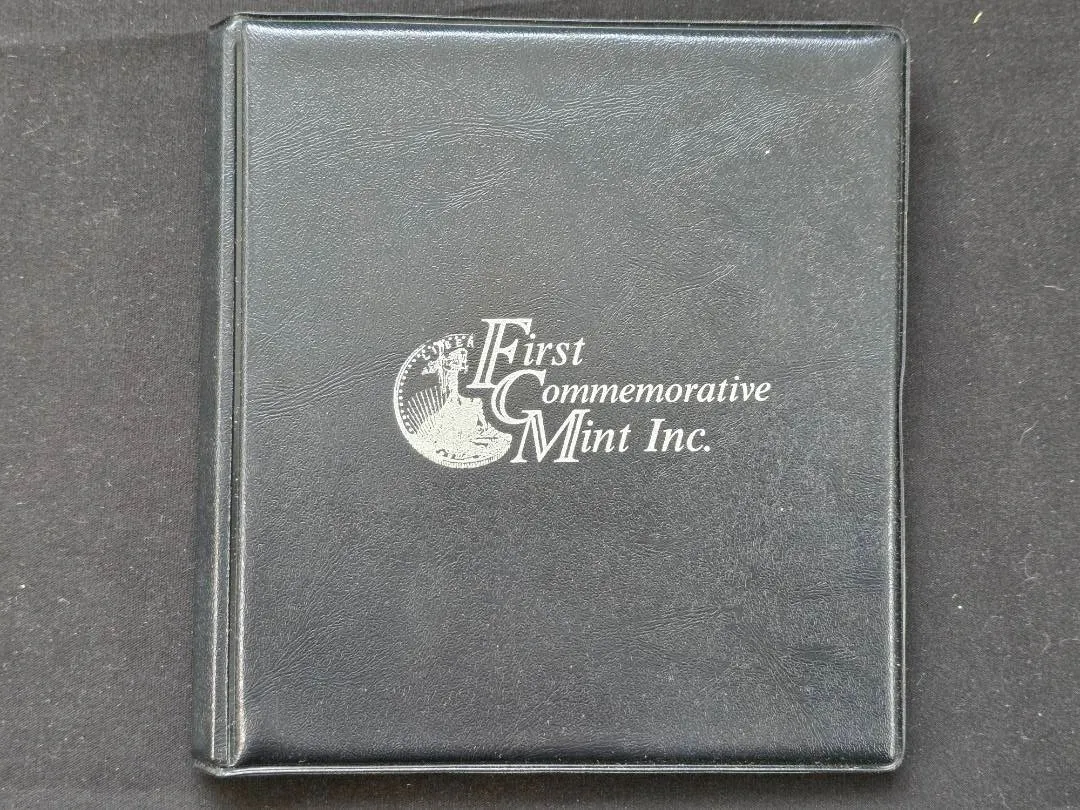 First
Commemorative
Mint Inc.